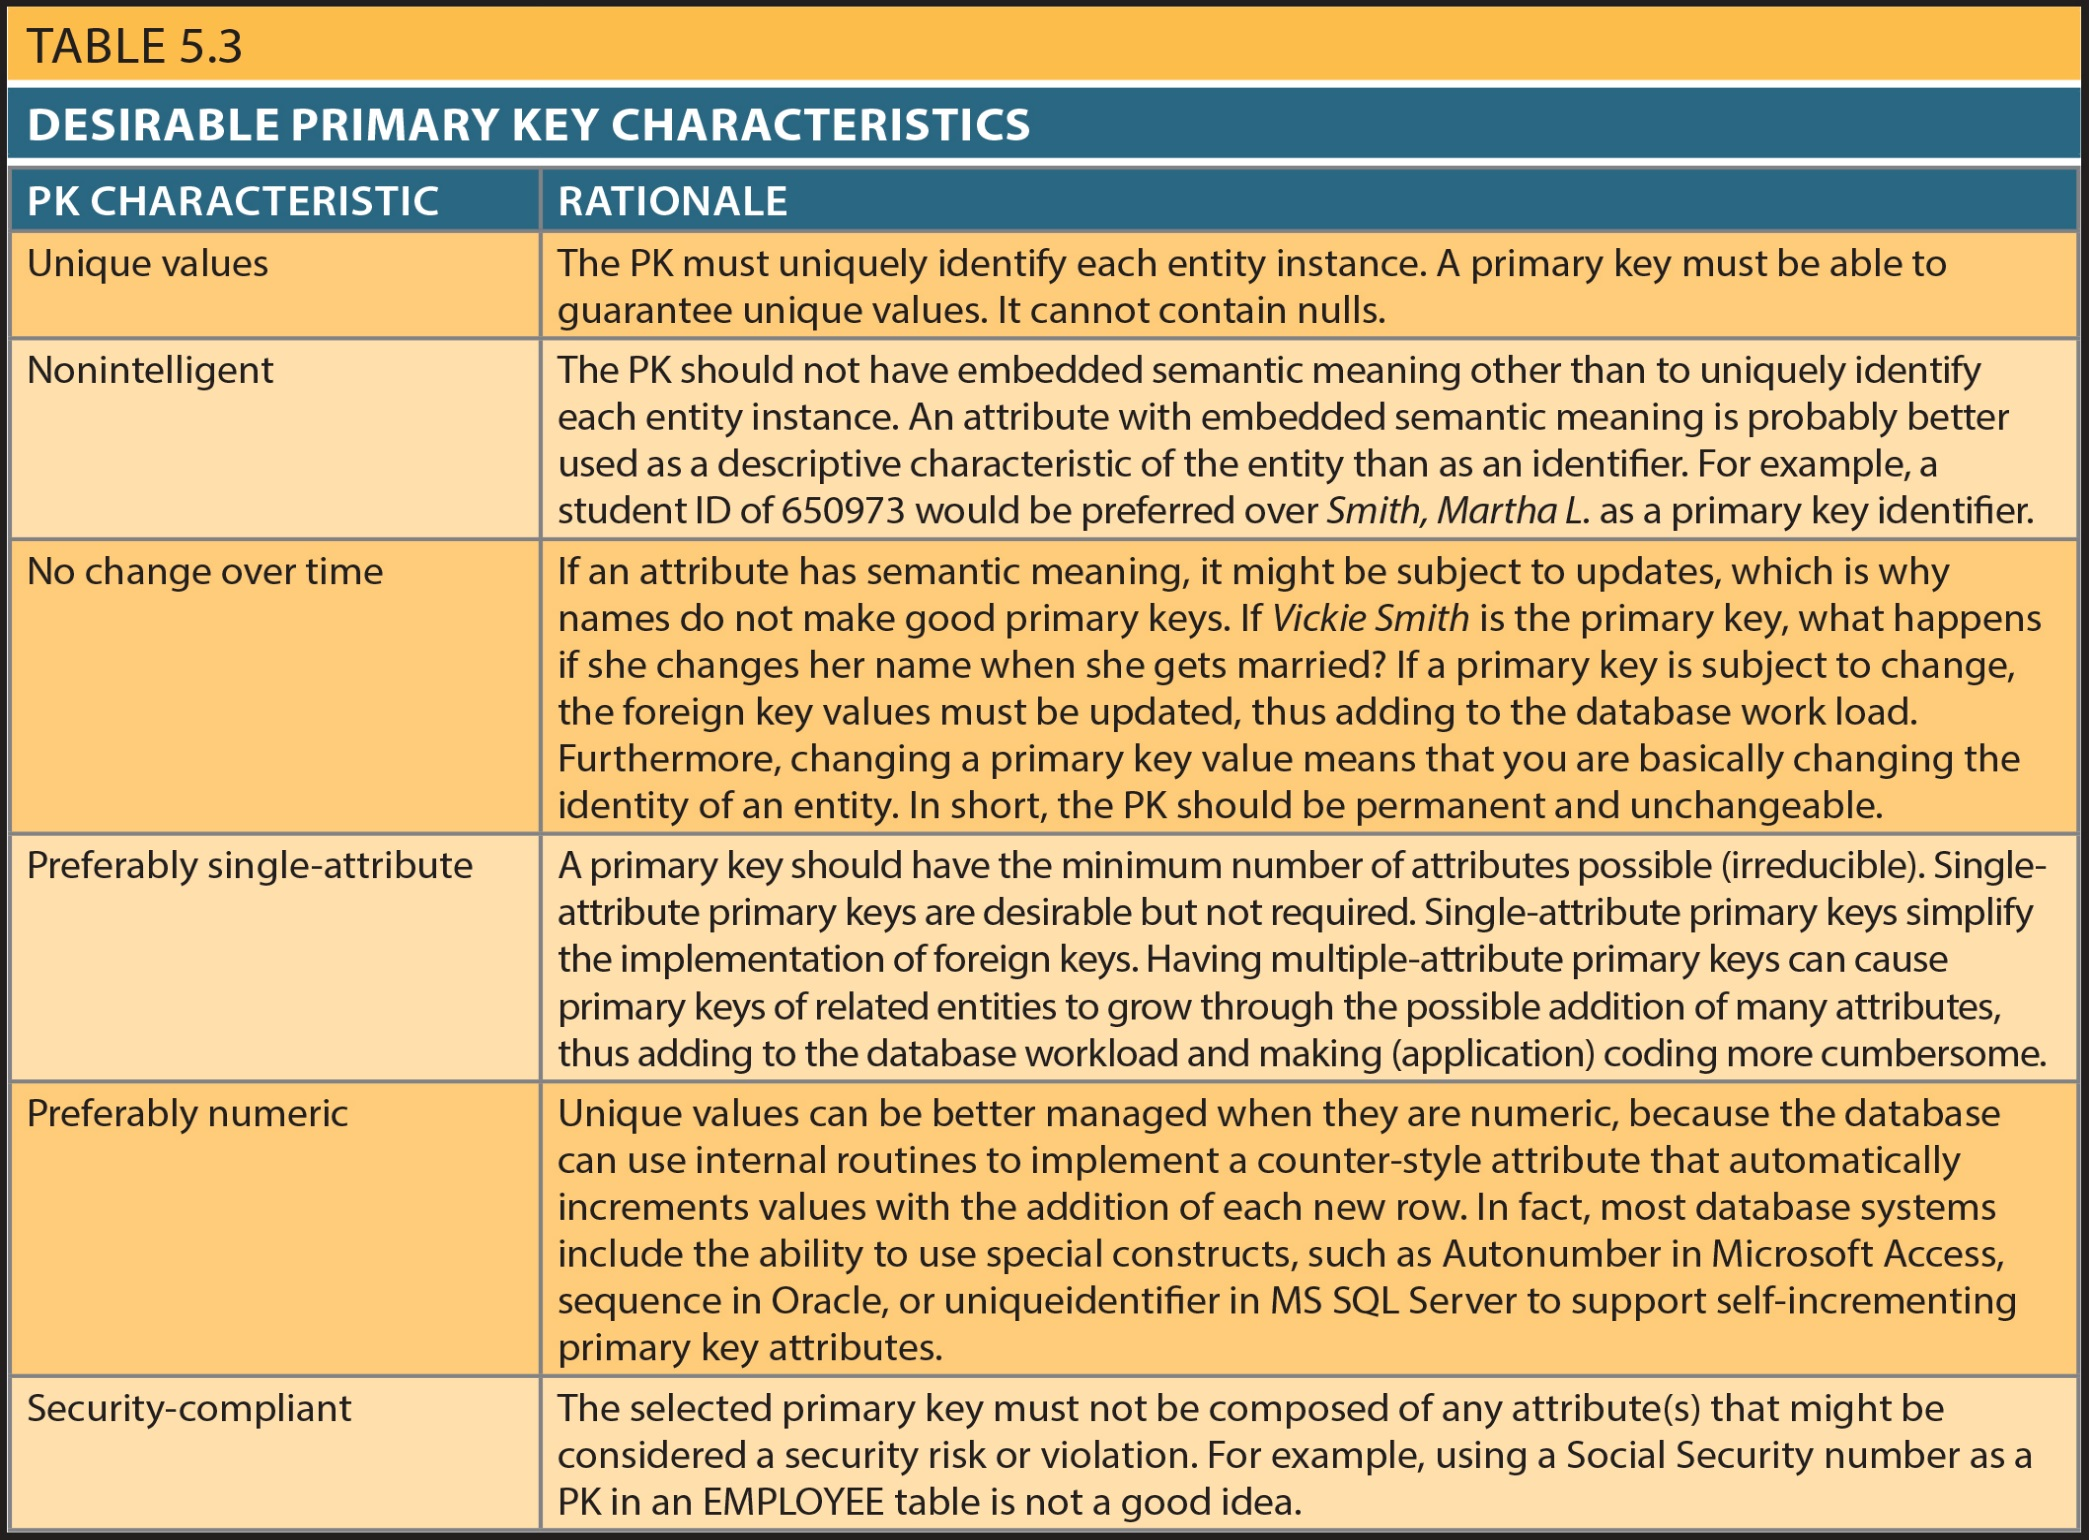 TABLE 5.3
DESIRABLE PRIMARY KEY CHARACTERISTICS
PK CHARACTERISTIC
RATIONALE
Unique values
The PK must uniquely identify each entity instance. A primary key must be able to
guarantee unique values. It cannot contain nulls.
Nonintelligent
The PK should not have embedded semantic meaning other than to uniquely identify
each entity instance. An attribute with embedded semantic meaning is probably better
used as a descriptive characteristic of the entity than as an identifier. For example, a
student ID of 650973 would be preferred over Smith, Martha L. as a primary key identifier.
No change over time
If an attribute has semantic meaning, it might be subject to updates, which is why
names do not make good primary keys. If Vickie Smith is the primary key, what happens
if she changes her name when she gets married? If a primary key is subject to change,
the foreign key values must be updated, thus adding to the database work load.
Furthermore, changing a primary key value means that you are basically changing the
identity of an entity. In short, the PK should be permanent and unchangeable.
Preferably single-attribute
A primary key should have the minimum number of attributes possible (irreducible). Single-
attribute primary keys are desirable but not required. Single-attribute primary keys simplify
the implementation of foreign keys. Having multiple-attribute primary keys can cause
primary keys of related entities to grow through the possible addition of many attributes,
thus adding to the database workload and making (application) coding more cumbersome.
Preferably numeric
Unique values can be better managed when they are numeric, because the database
can use internal routines to implement a counter-style attribute that automatically
increments values with the addition of each new row. In fact, most database systems
include the ability to use special constructs, such as Autonumber in Microsoft Access,
sequence in Oracle, or uniqueidentifier in MS SQL Server to support self-incrementing
primary key attributes.
Security-compliant
The selected primary key must not be composed of any attribute(s) that might be
considered a security risk or violation. For example, using a Social Security number as a
PK in an EMPLOYEE table is not a good idea.